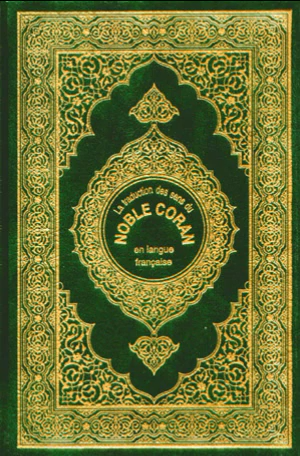 La traduction des sens du
NOBLE CORAN
en langue
française